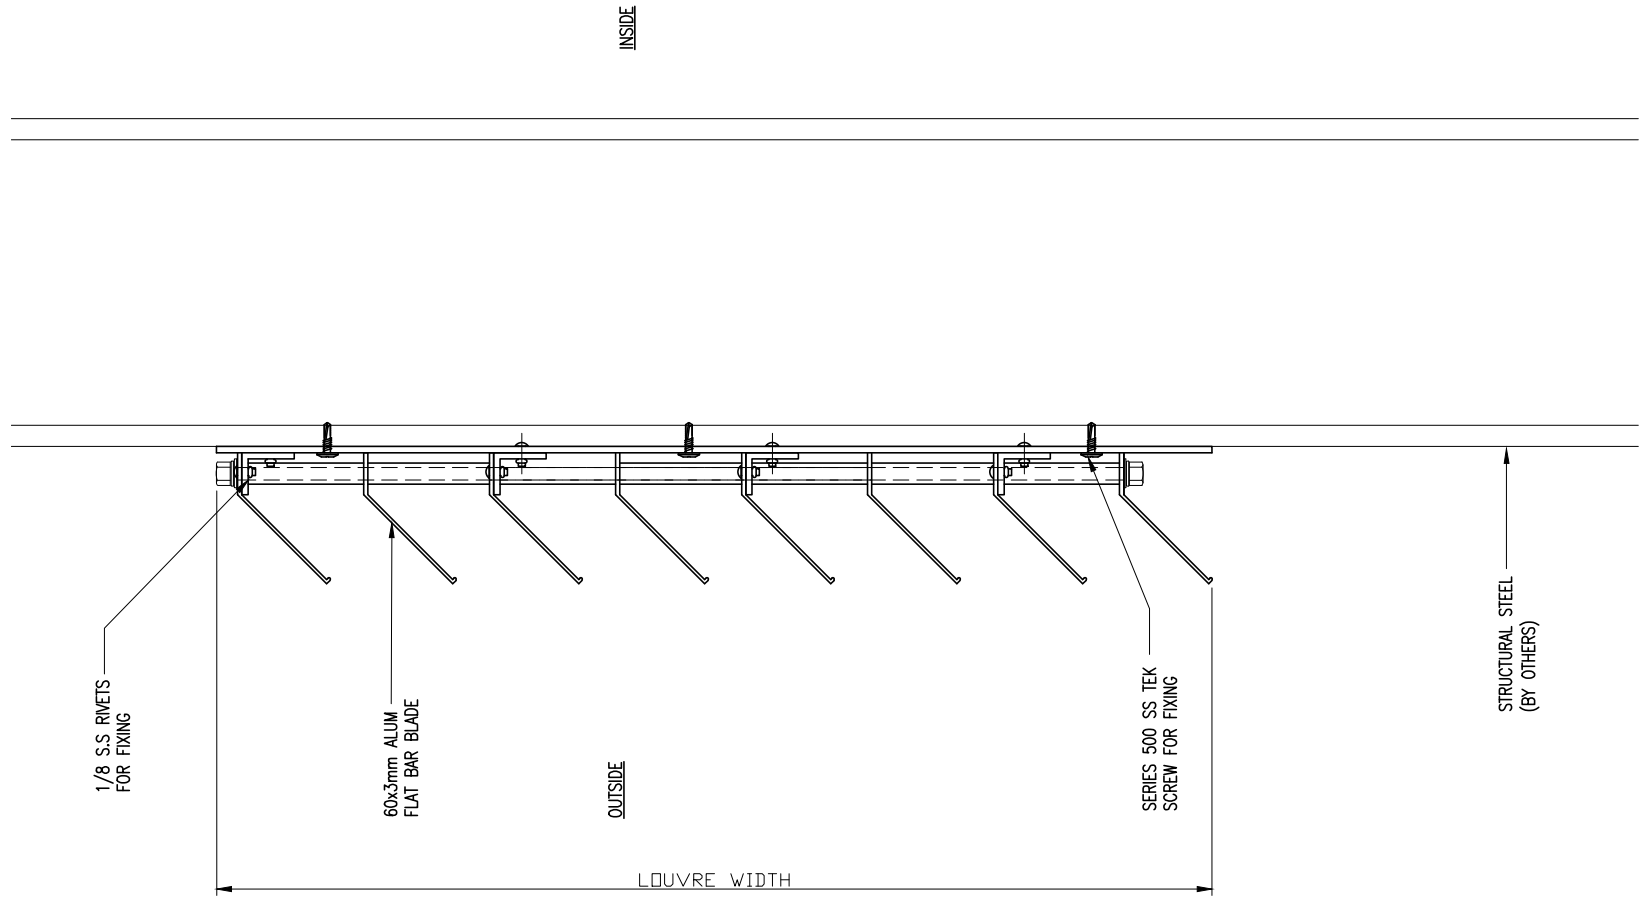 INSIDE
1/8 S.S RIVETS
FOR FIXING
60x3mm ALUM
FLAT BAR BLADE
OUTSIDE
SERIES 500 SS TEK
SCREW FOR FIXING
STRUCTURAL STEEL
(BY OTHERS)
LOUVRE WIDTH